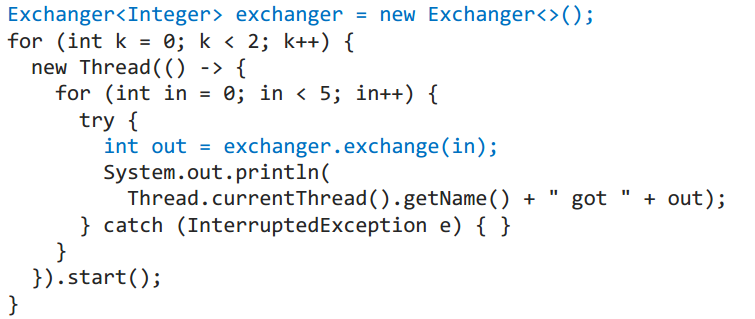 Exchanger<Integer> exchanger = new Exchanger<>();
for (int k = 0; k < 2; k++) {
  new Thread(() -> {
    for (int in = 0; in < 5; in++) {
      try {
        int out = exchanger.exchange(in);
        System.out.println(
          Thread.currentThread().getName() + " got " + out);
      } catch (InterruptedException e) { }
    }
  }).start();
}